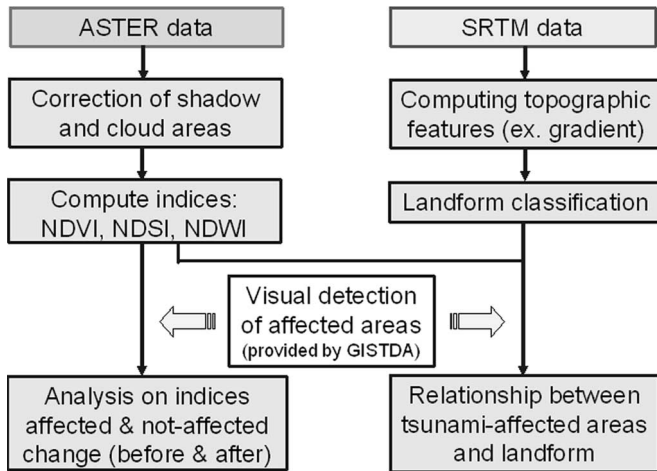 ASTER data
Correction of shadow
and cloud areas
Compute indices:
NDVI, NDSI, NDWI
SRTM data
Computing topographic
features (ex. gradient)
Landform classification
Visual detection
of affected areas
(provided by GISTDA)
Analysis on indices
affected & not-affected
change (before & after)
Relationship between
tsunami-affected areas
and landform